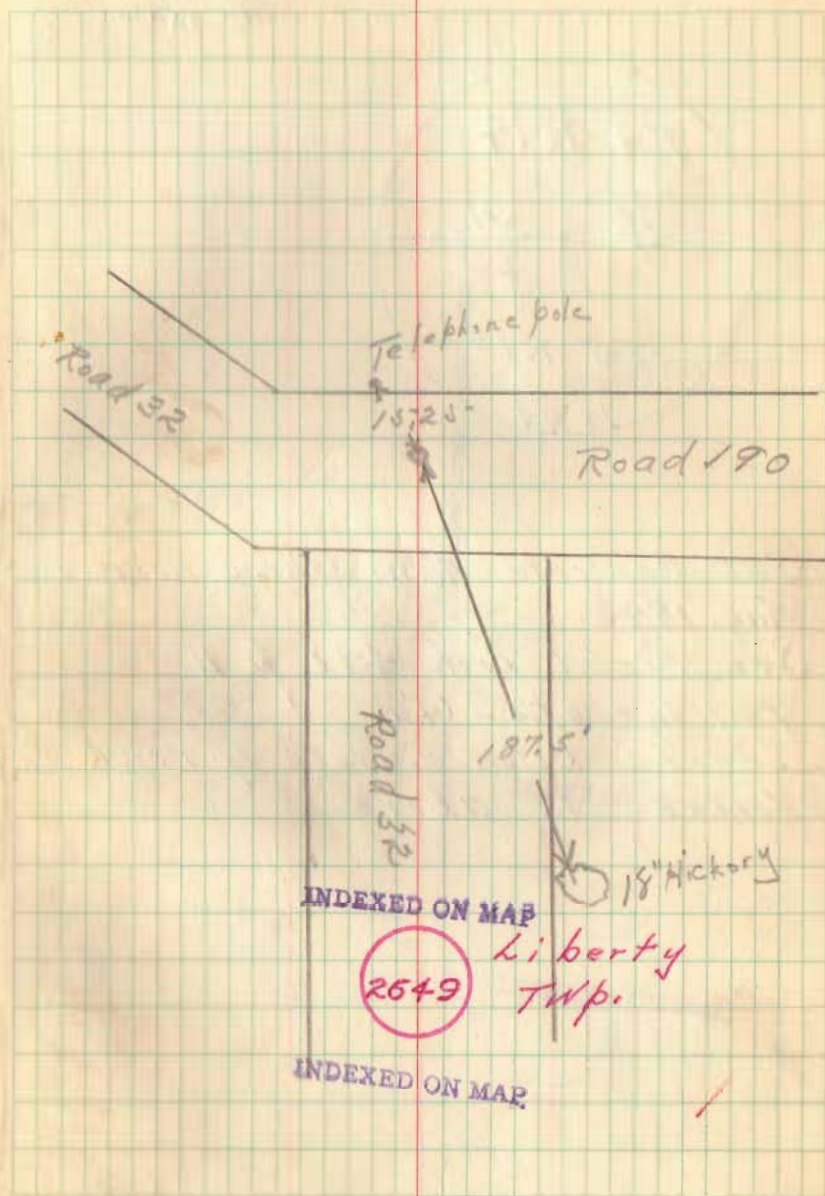 Telephone pole
Road 32
15.25'
Road 190
Road 32
187.5'
18" Hickory
INDEXED ON MAP
Liberty
2649
Twp.
INDEXED ON MAP